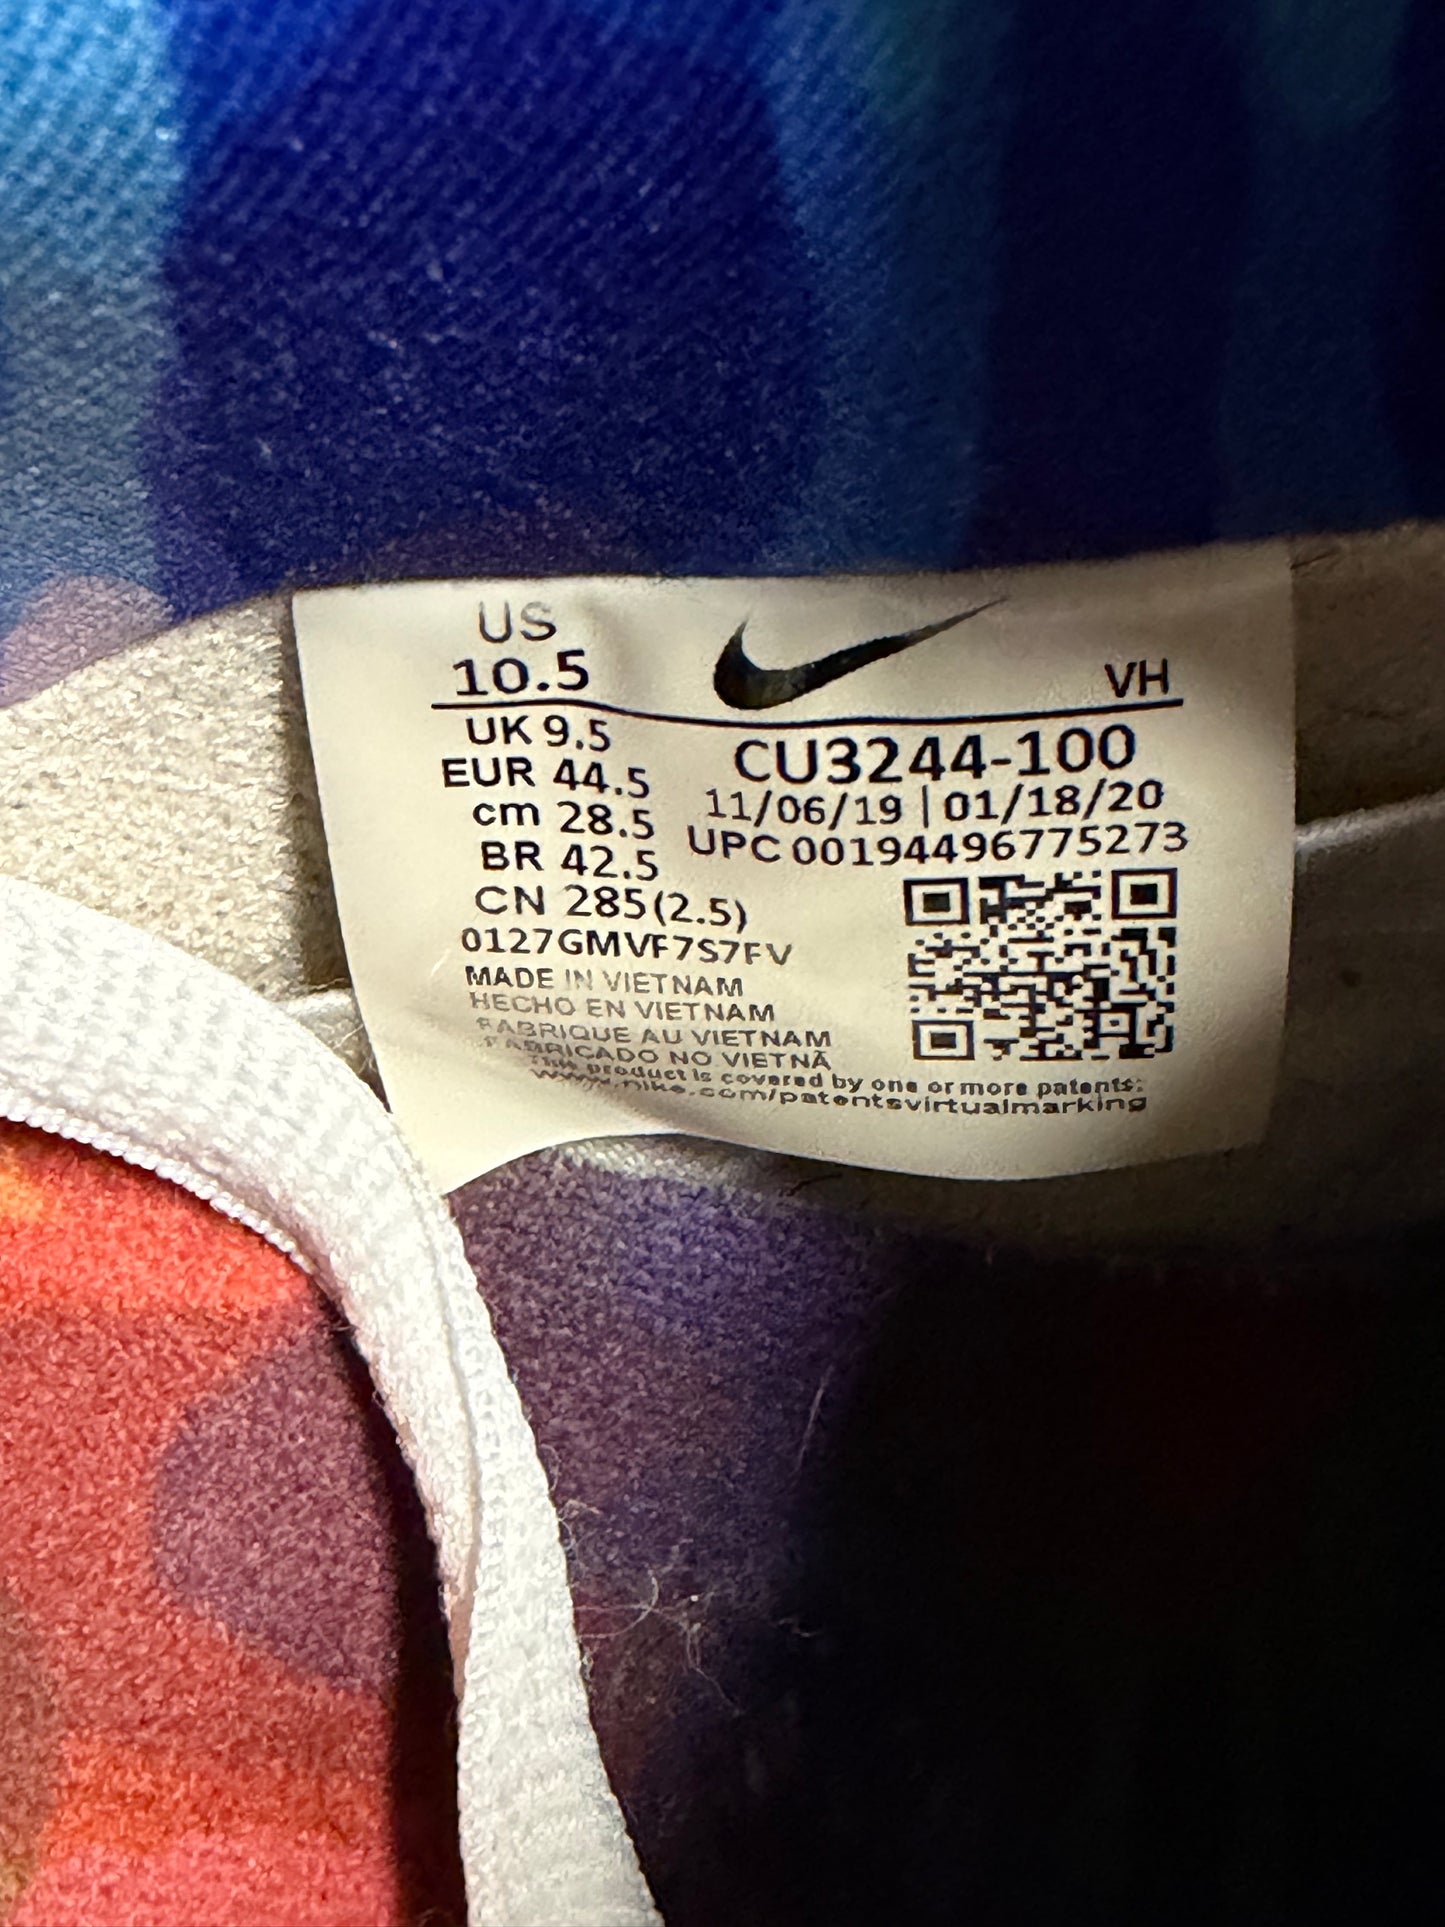 US
10.5
VH
UK 9.5
EUR 44.5
cm 28.5
BR 42.5
CN 285(2.5)
CU3244-100
11/06/19 | 01/18/20
UPC 00194496775273
0127GMVF7S7FV
MADE IN VIETNAM
HECHO EN VIETNAM
FABRIQUE AU VIETNAM
FABRICADO NO VIETNÃ
This product is covered by one or more patents:
www.nike.com/patentsvirtualmarking